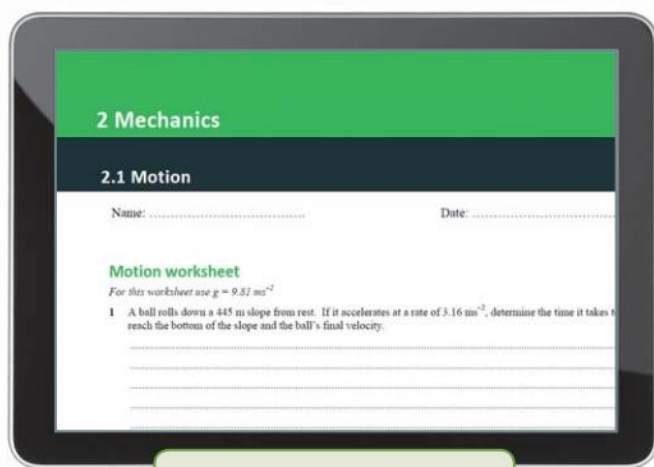 2 Mechanics
2.1 Motion
Name: ........................................ Date: ........................................
Motion worksheet
For this worksheet use g = 9.81 ms⁻²
1 A ball rolls down a 445 m slope from rest. If it accelerates at a rate of 3.16 ms⁻², determine the time it takes t
reach the bottom of the slope and the ball's final velocity.